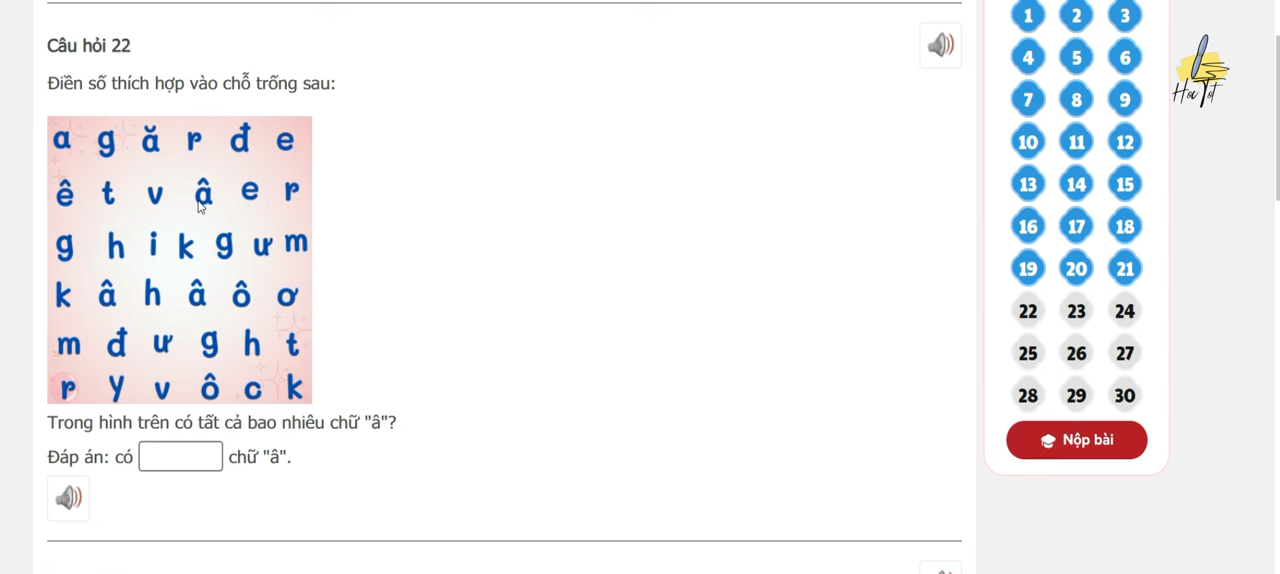 Câu hỏi 22
Điền số thích hợp vào chỗ trống sau:
a g ă r đ e
ê t v â e r
g h i k g ư m
k â h â ô ơ
m đ ư g h t
r y v ô c k
Trong hình trên có tất cả bao nhiêu chữ "â"?
Đáp án: có chữ "â".
1 2 3
4 5 6
7 8 9
10 11 12
13 14 15
16 17 18
19 20 21
22 23 24
25 26 27
28 29 30
Nộp bài
Học Tốt